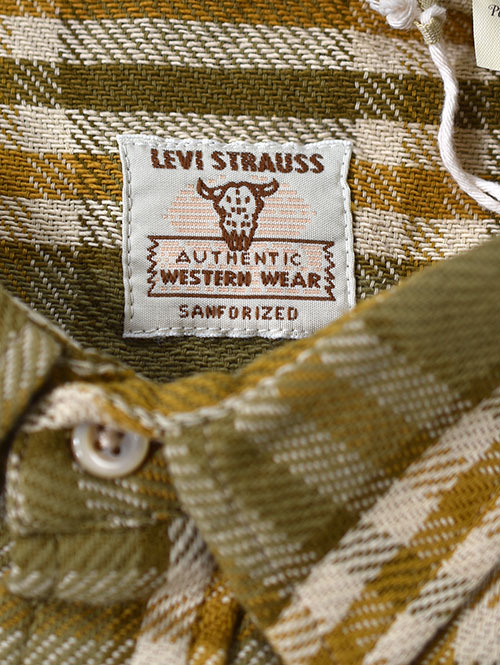 LEVI STRAUSS
AUTHENTIC
WESTERN WEAR
SANFORIZED